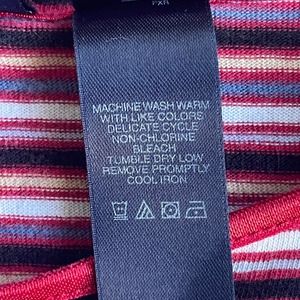 MACHINE WASH WARM
WITH LIKE COLORS
DELICATE CYCLE
NON-CHLORINE
BLEACH
TUMBLE DRY LOW
REMOVE PROMPTLY
COOL IRON